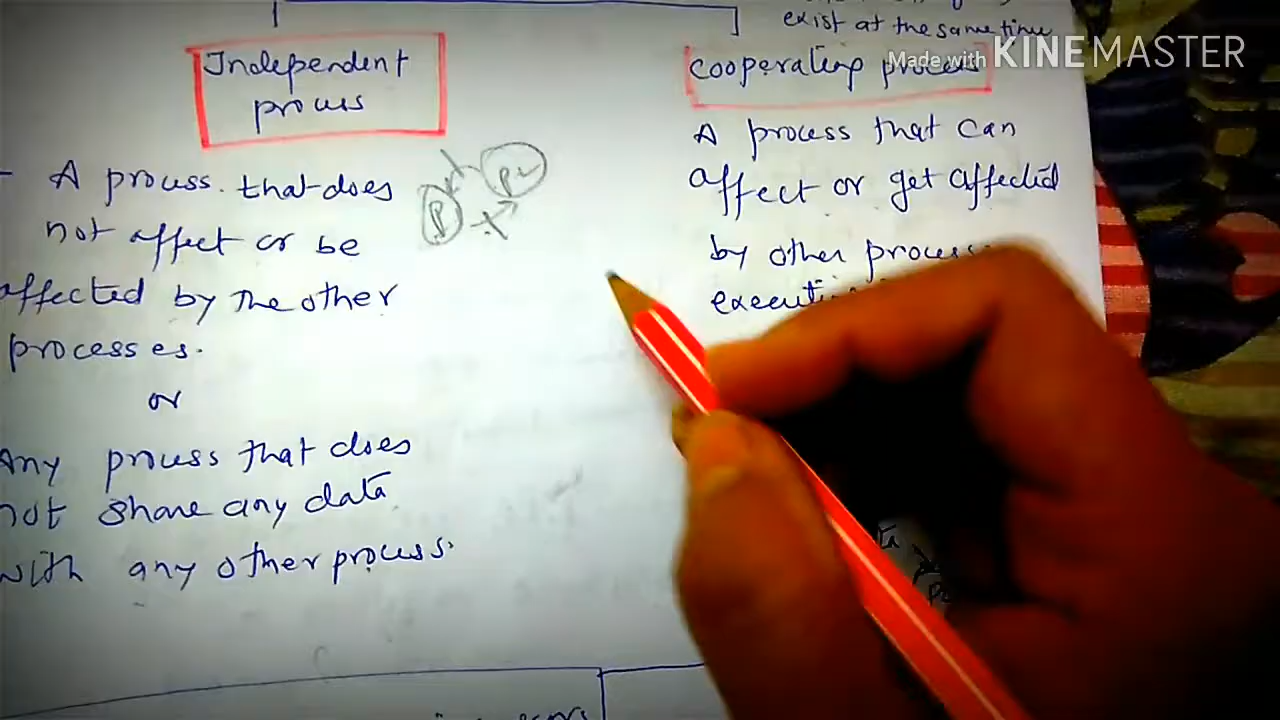 exist at the same time
Made with KINEMASTER
Independent
process
cooperating process
- A process. that does
not affect or be
affected by the other
processes.
or
Any process that does
not share any data
with any other process.
P
P2
A process that can
affect or get affected
by other process